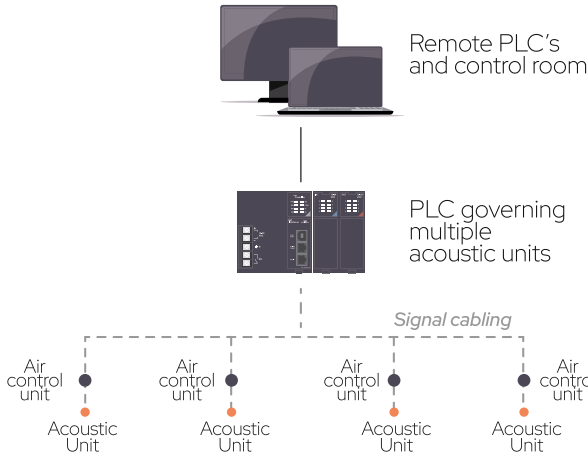 Remote PLC's
and control room
PLC governing
multiple
acoustic units
Signal cabling
Air
control
unit
Air
control
unit
Air
control
unit
Air
control
unit
Acoustic
Unit
Acoustic
Unit
Acoustic
Unit
Acoustic
Unit